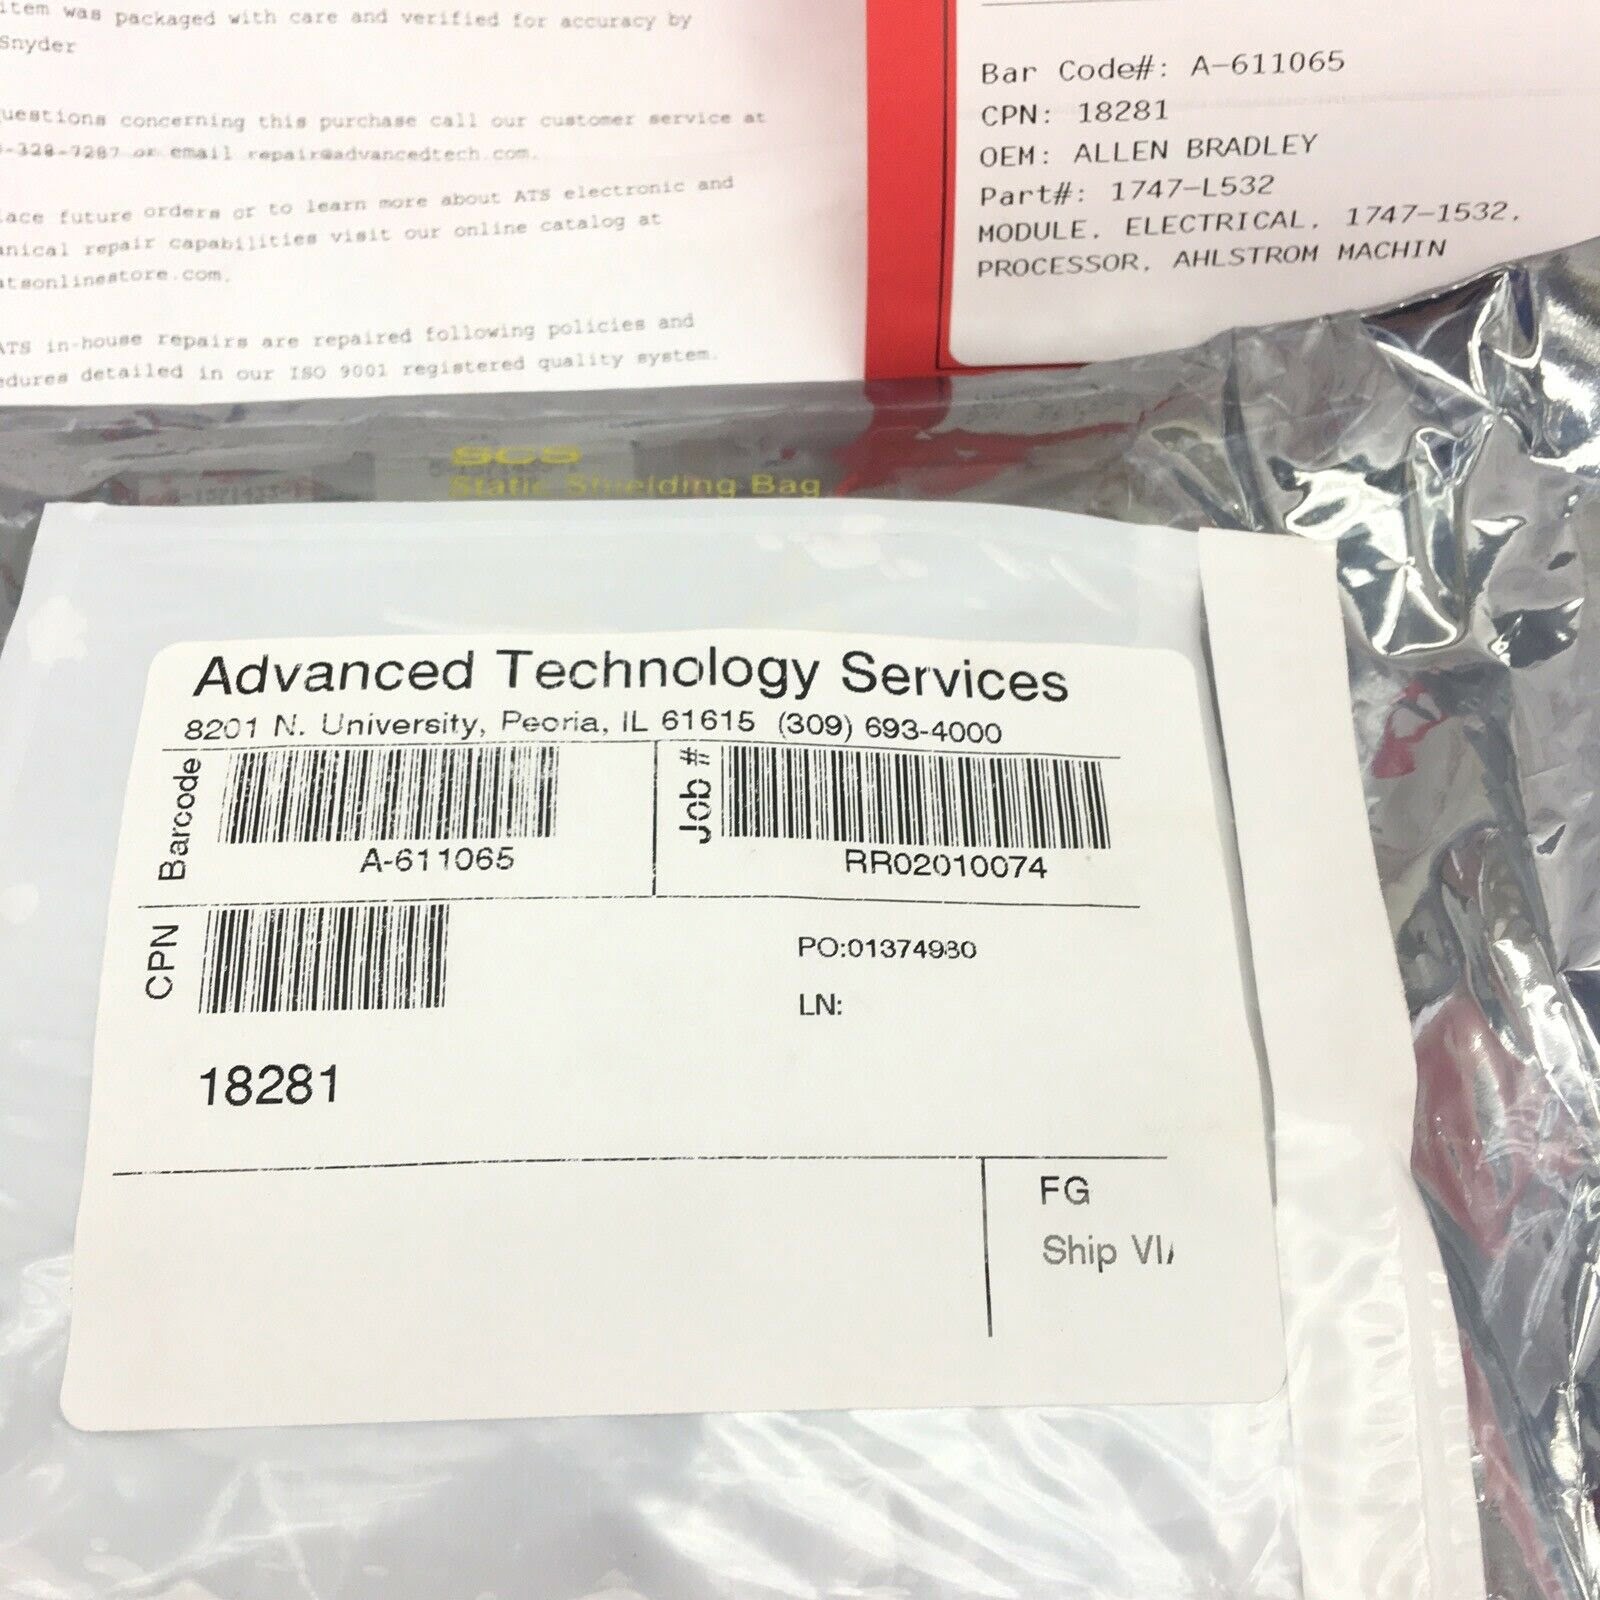 item was packaged with care and verified for accuracy by
Snyder
questions concerning this purchase call our customer service at
-328-7287 or email repair@advancedtech.com.
lace future orders or to learn more about ATS electronic and
anical repair capabilities visit our online catalog at
atsonlinestore.com.
ATS in-house repairs are repaired following policies and
edures detailed in our ISO 9001 registered quality system.
Bar Code#: A-611065
CPN: 18281
OEM: ALLEN BRADLEY
Part#: 1747-L532
MODULE, ELECTRICAL, 1747-1532,
PROCESSOR, AHLSTROM MACHIN
SCS
Static Shielding Bag
Advanced Technology Services
8201 N. University, Peoria, IL 61615 (309) 693-4000
Barcode
A-611065
Job #
RR02010074
CPN
18281
PO:01374980
LN:
FG
Ship VIA